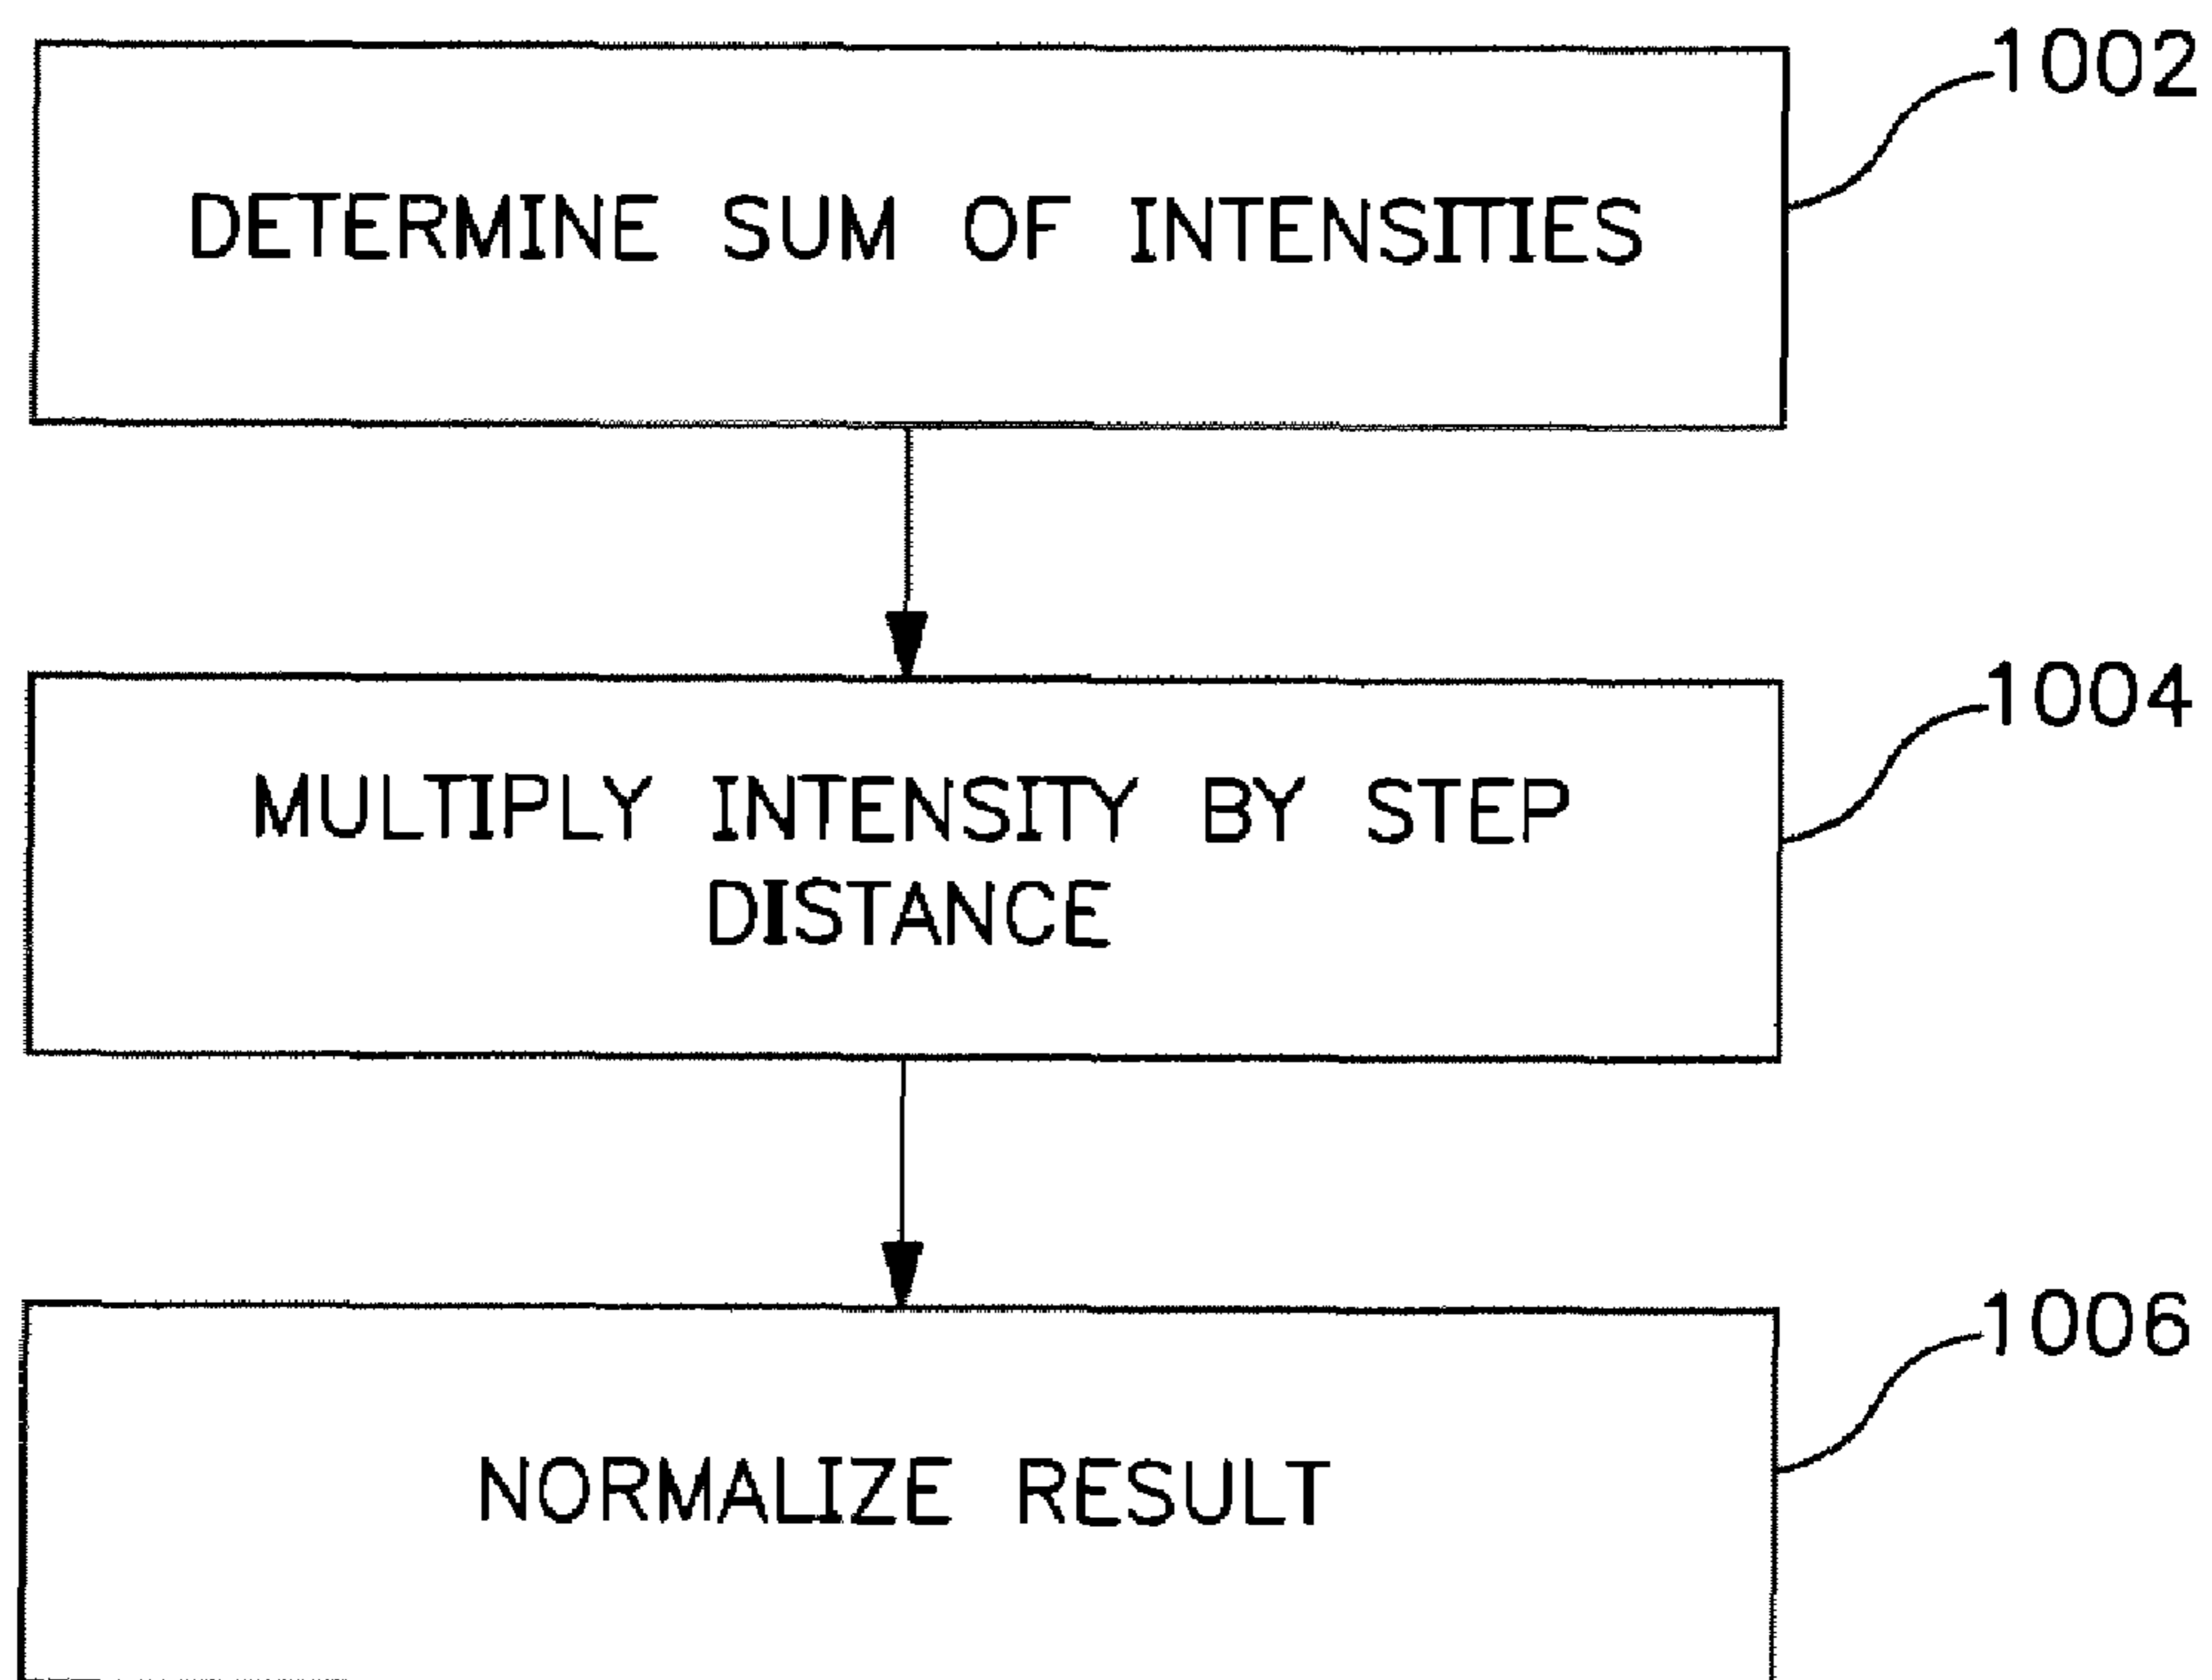 1002
DETERMINE SUM OF INTENSITIES
1004
MULTIPLY INTENSITY BY STEP
DISTANCE
1006
NORMALIZE RESULT